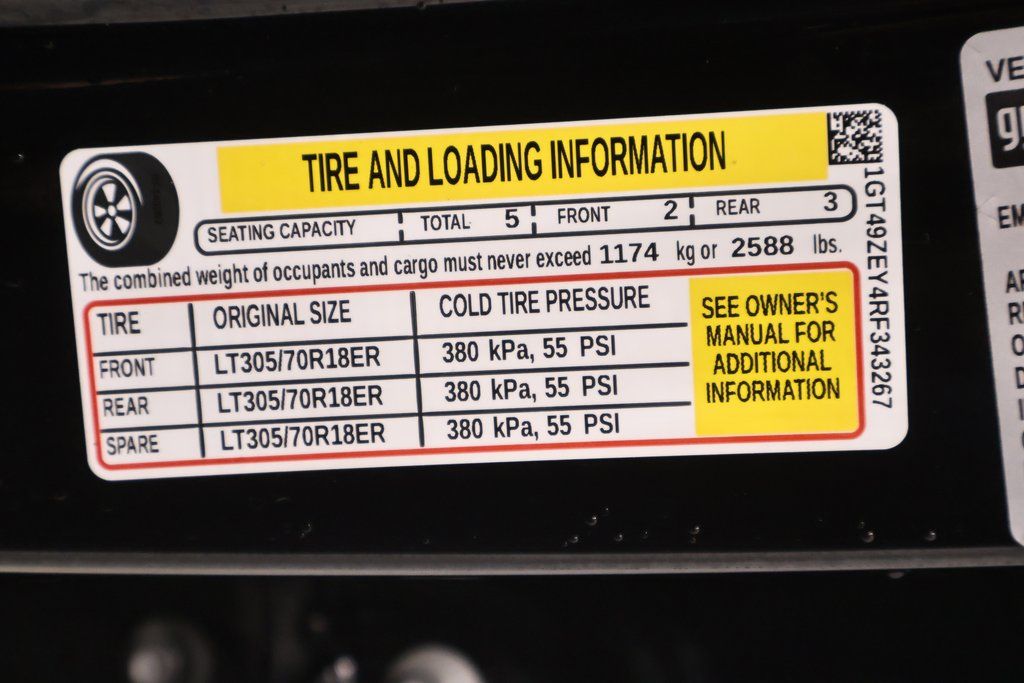 TIRE AND LOADING INFORMATION
SEATING CAPACITY TOTAL 5 FRONT 2 REAR 3
The combined weight of occupants and cargo must never exceed 1174 kg or 2588 lbs.
TIRE ORIGINAL SIZE COLD TIRE PRESSURE
FRONT LT305/70R18ER 380 kPa, 55 PSI
REAR LT305/70R18ER 380 kPa, 55 PSI
SPARE LT305/70R18ER 380 kPa, 55 PSI
SEE OWNER'S
MANUAL FOR
ADDITIONAL
INFORMATION
1GT49ZEY4RF343267
VE
EM